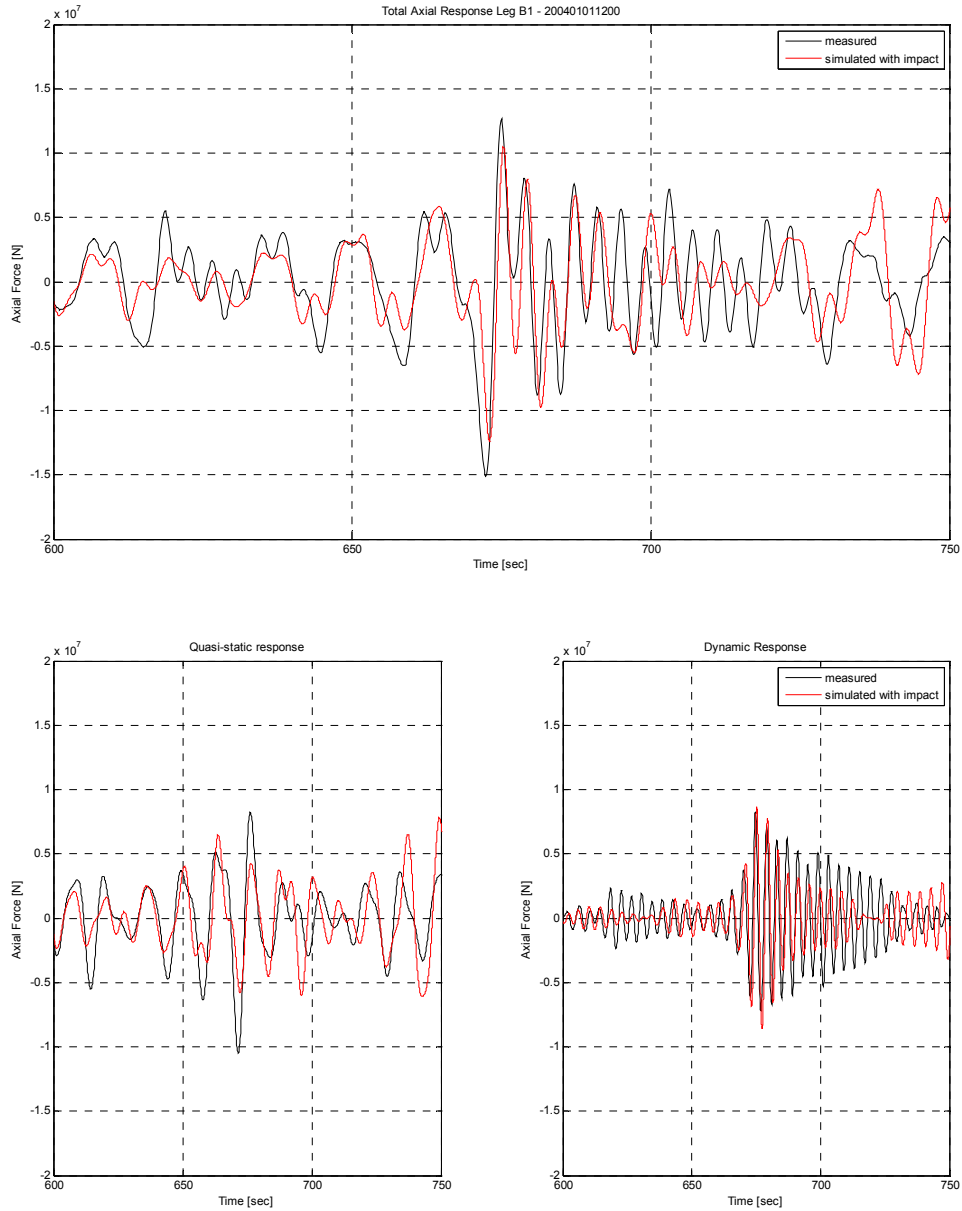 Total Axial Response Leg B1 - 200401011200
x 10^7
2
1.5
1
0.5
0
-0.5
-1
-1.5
-2
Axial Force [N]
600 650 700 750
Time [sec]
measured
simulated with impact
Quasi-static response
x 10^7
2
1.5
1
0.5
0
-0.5
-1
-1.5
-2
Axial Force [N]
600 650 700 750
Time [sec]
Dynamic Response
x 10^7
2
1.5
1
0.5
0
-0.5
-1
-1.5
-2
Axial Force [N]
600 650 700 750
Time [sec]
measured
simulated with impact